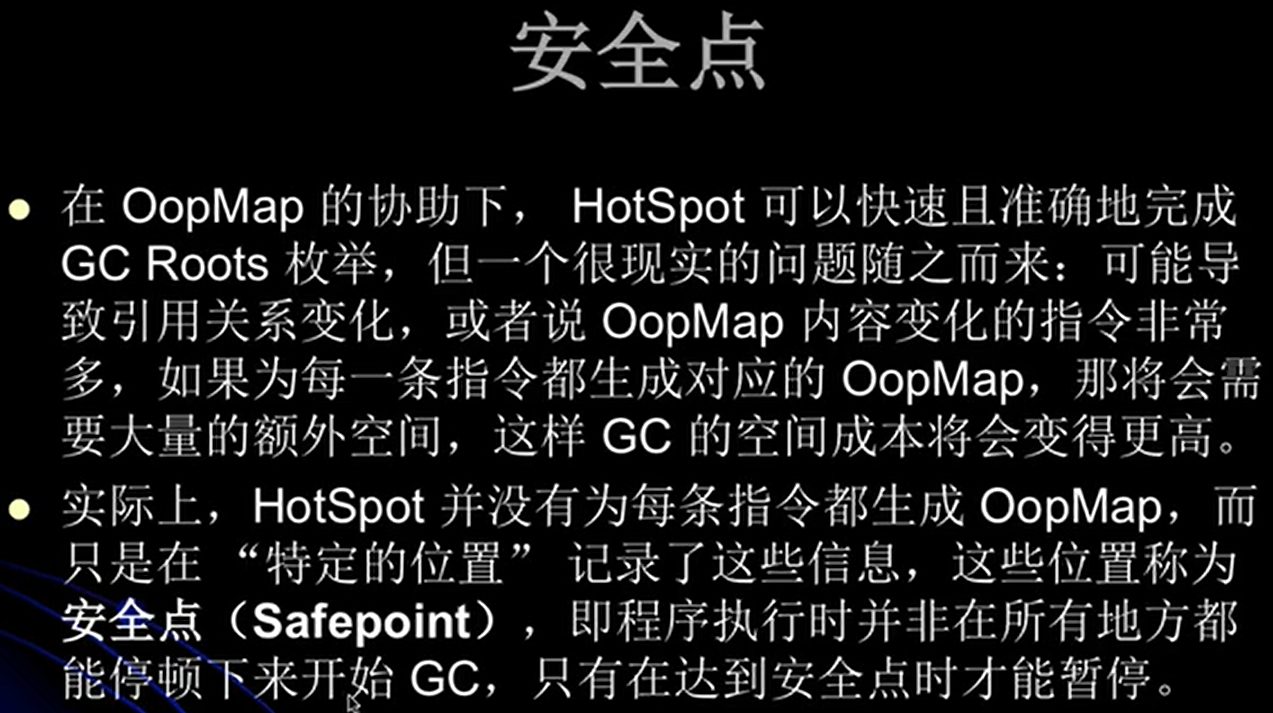 安全点
在 OopMap 的协助下， HotSpot 可以快速且准确地完成
GC Roots 枚举，但一个很现实的问题随之而来：可能导
致引用关系变化，或者说 OopMap 内容变化的指令非常
多，如果为每一条指令都生成对应的 OopMap，那将会需
要大量的额外空间，这样 GC 的空间成本将会变得更高。
实际上，HotSpot 并没有为每条指令都生成 OopMap，而
只是在 “特定的位置” 记录了这些信息，这些位置称为
安全点（Safepoint），即程序执行时并非在所有地方都
能停顿下来开始 GC，只有在达到安全点时才能暂停。